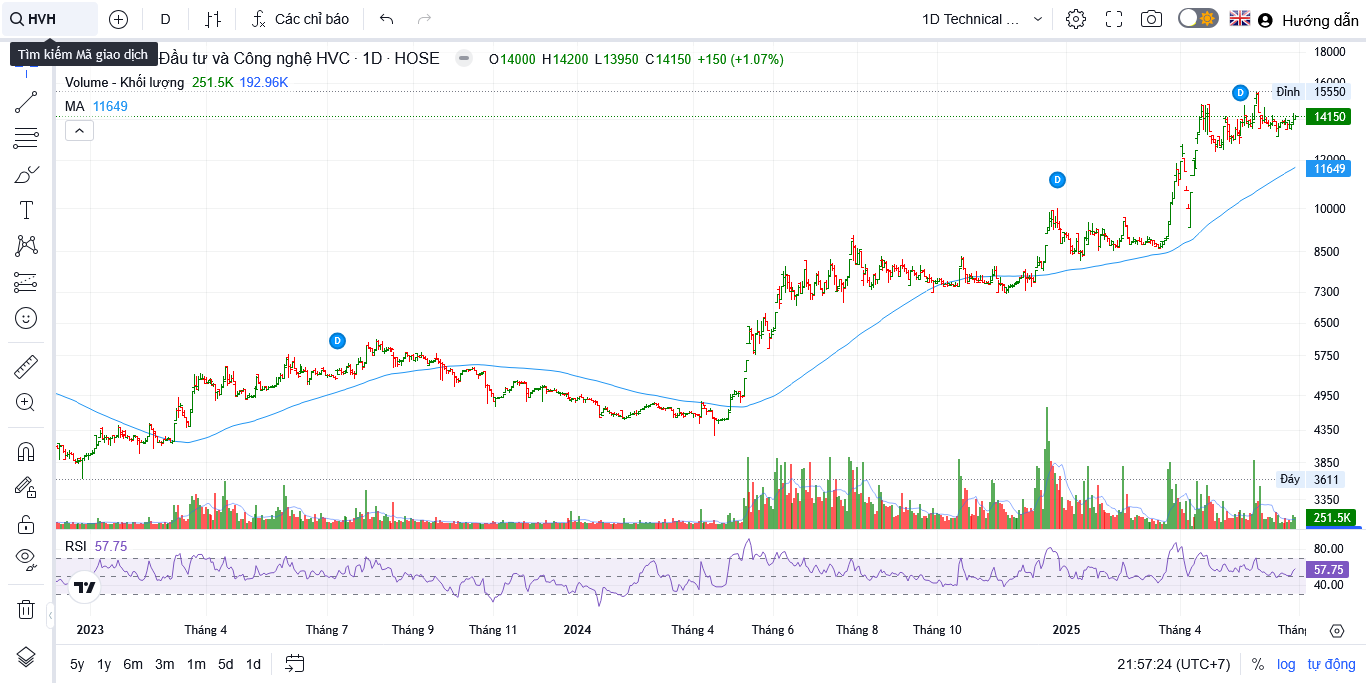 HVH
D
Các chỉ báo
1D Technical ...
Hướng dẫn
Tìm kiếm Mã giao dịch
Đầu tư và Công nghệ HVC · 1D · HOSE
O14000 H14200 L13950 C14150 +150 (+1.07%)
Volume - Khối lượng 251.5K 192.96K
MA 11649
18000
16000
Đỉnh 15550
14150
12000
11649
10000
8500
7300
6500
5750
4950
4350
3850
Đáy 3611
3350
251.5K
D
D
D
RSI 57.75
80.00
57.75
40.00
2023 Tháng 4 Tháng 7 Tháng 9 Tháng 11 2024 Tháng 4 Tháng 6 Tháng 8 Tháng 10 2025 Tháng 4
5y 1y 6m 3m 1m 5d 1d
21:57:24 (UTC+7) % log tự động